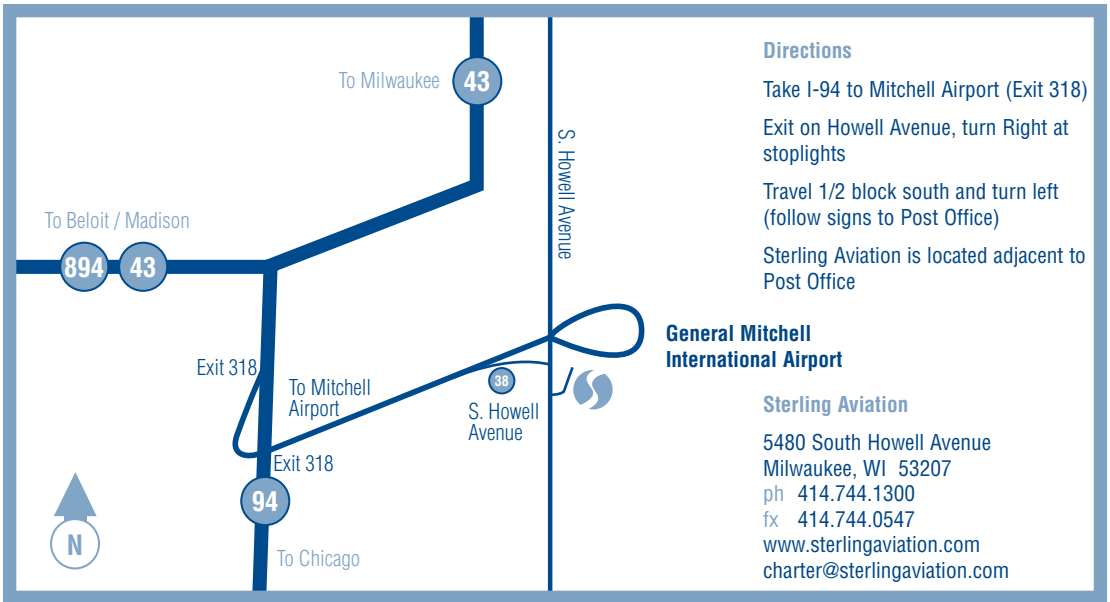 To Milwaukee
43
S. Howell Avenue
To Beloit / Madison
894
43
Exit 318
To Mitchell
Airport
38
S. Howell
Avenue
Exit 318
94
To Chicago
N
General Mitchell
International Airport
Directions
Take I-94 to Mitchell Airport (Exit 318)
Exit on Howell Avenue, turn Right at
stoplights
Travel 1/2 block south and turn left
(follow signs to Post Office)
Sterling Aviation is located adjacent to
Post Office
Sterling Aviation
5480 South Howell Avenue
Milwaukee, WI 53207
ph 414.744.1300
fx 414.744.0547
www.sterlingaviation.com
charter@sterlingaviation.com